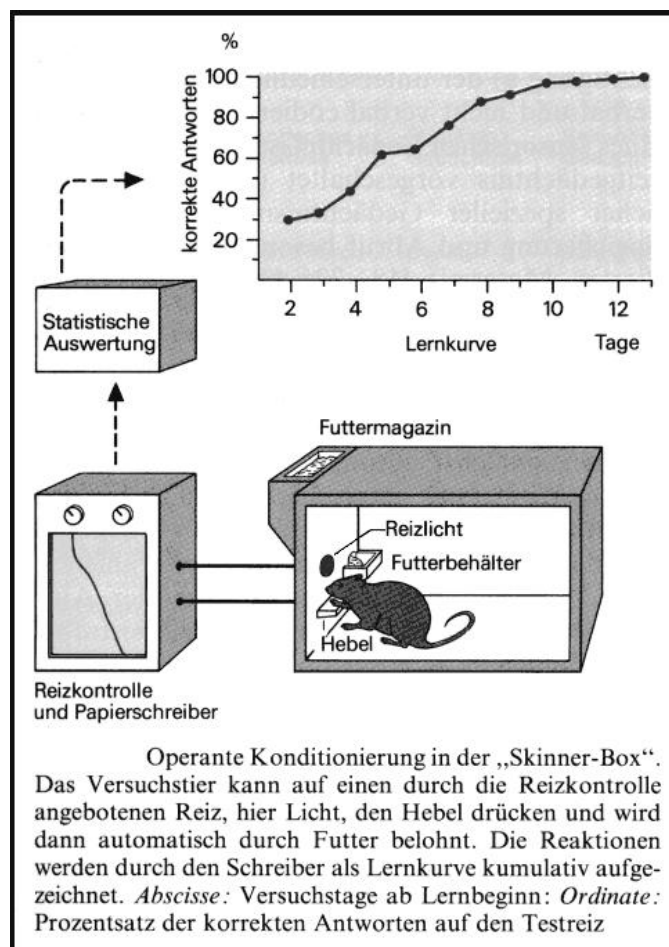 %
korrekte Antworten
100
80
60
40
20
2 4 6 8 10 12
Lernkurve Tage
Statistische
Auswertung
Futtermagazin
Reizlicht
Futterbehälter
Hebel
Reizkontrolle
und Papierschreiber
Operante Konditionierung in der „Skinner-Box“.
Das Versuchstier kann auf einen durch die Reizkontrolle
angebotenen Reiz, hier Licht, den Hebel drücken und wird
dann automatisch durch Futter belohnt. Die Reaktionen
werden durch den Schreiber als Lernkurve kumulativ aufge-
zeichnet. Abscisse: Versuchstage ab Lernbeginn: Ordinate:
Prozentsatz der korrekten Antworten auf den Testreiz